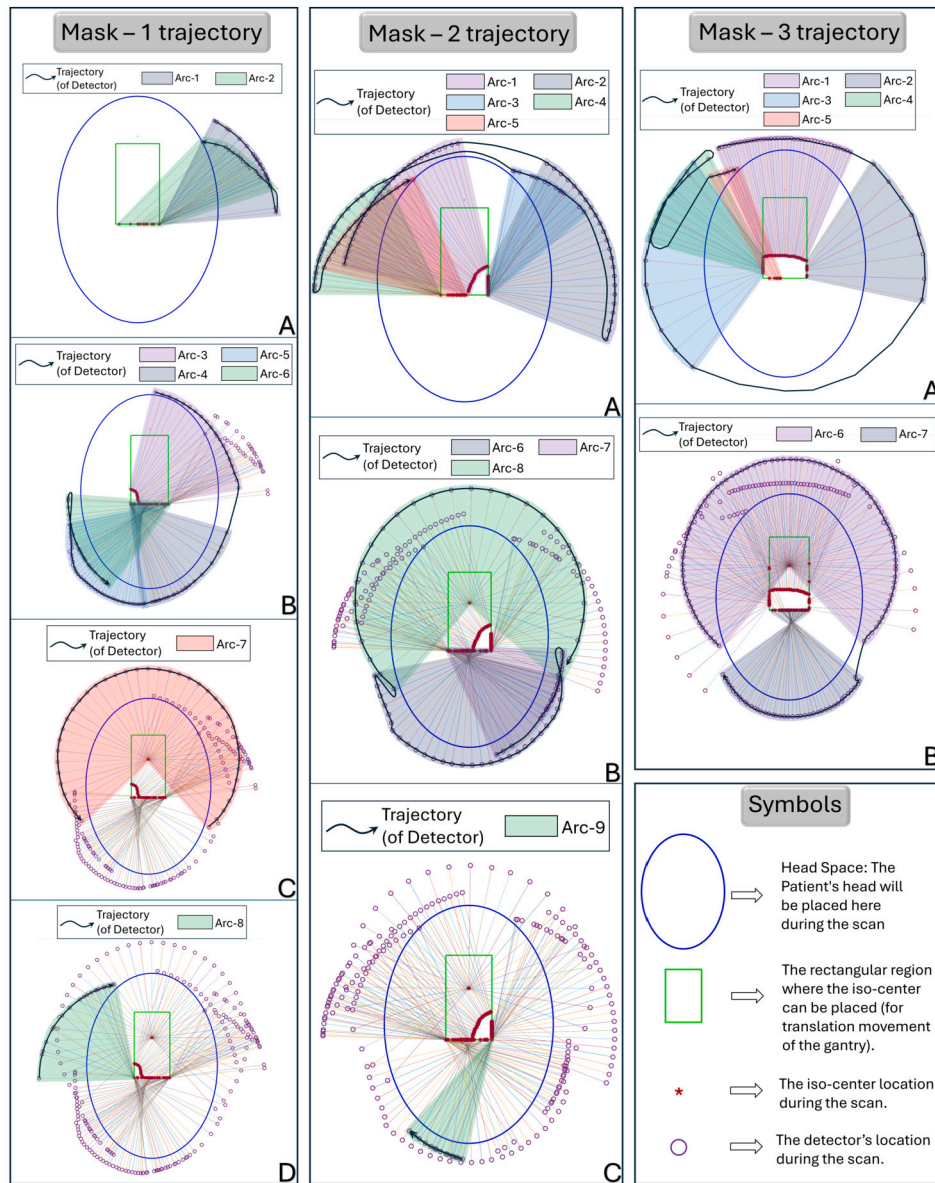 Mask – 1 trajectory
Trajectory
(of Detector)
Arc-1
Arc-2
A
Trajectory
(of Detector)
Arc-3
Arc-5
Arc-4
Arc-6
B
Trajectory
(of Detector)
Arc-7
C
Trajectory
(of Detector)
Arc-8
D
Mask – 2 trajectory
Trajectory
(of Detector)
Arc-1
Arc-2
Arc-3
Arc-4
Arc-5
A
Trajectory
(of Detector)
Arc-6
Arc-7
Arc-8
B
Trajectory
(of Detector)
Arc-9
C
Mask – 3 trajectory
Trajectory
(of Detector)
Arc-1
Arc-2
Arc-3
Arc-4
Arc-5
A
Trajectory
(of Detector)
Arc-6
Arc-7
B
Symbols
Head Space: The
Patient's head will
be placed here
during the scan
The rectangular region
where the iso-center
can be placed (for
translation movement
of the gantry).
The iso-center location
during the scan.
The detector's location
during the scan.